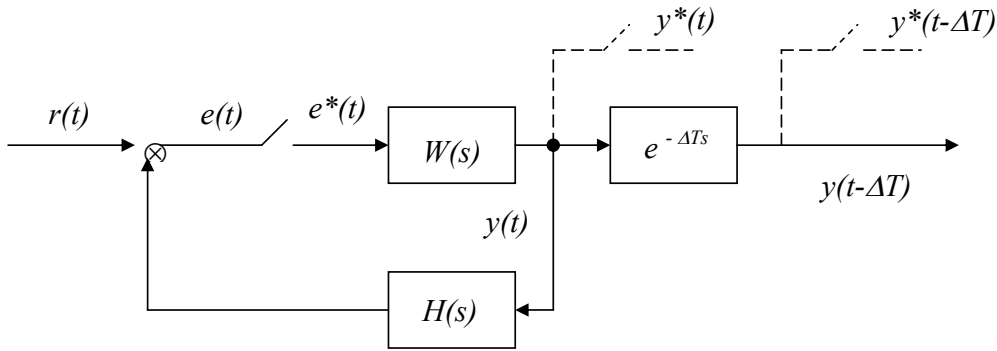 y*(t)
y*(t-ΔT)
r(t)
e(t)
e*(t)
W(s)
e - ΔTs
y(t-ΔT)
y(t)
H(s)